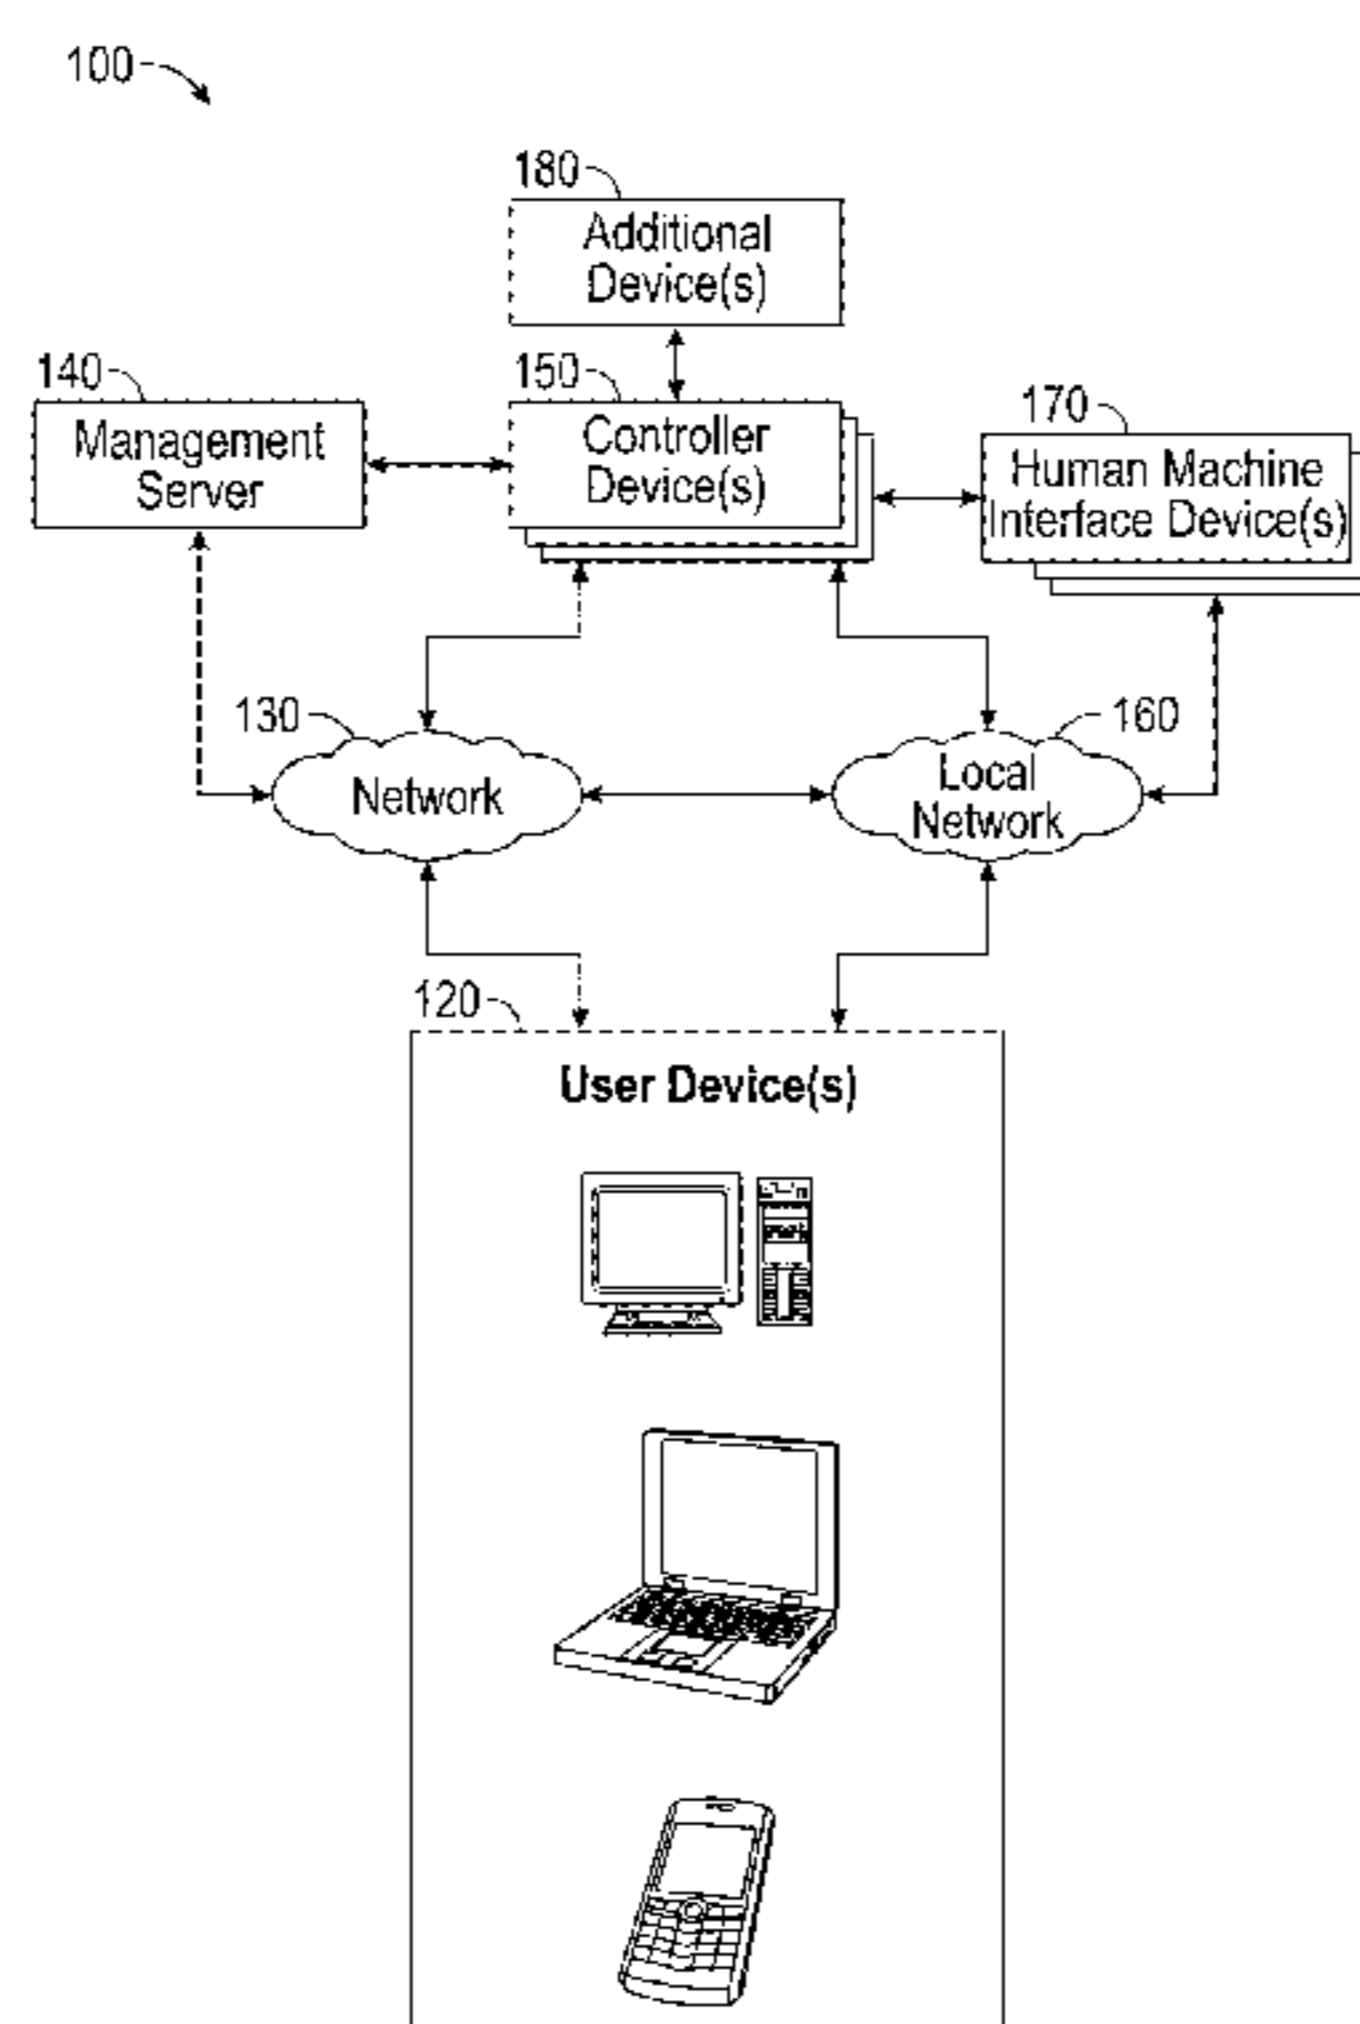 100
180
Additional
Device(s)
140
Management
Server
150
Controller
Device(s)
170
Human Machine
Interface Device(s)
130
Network
160
Local
Network
120
User Device(s)